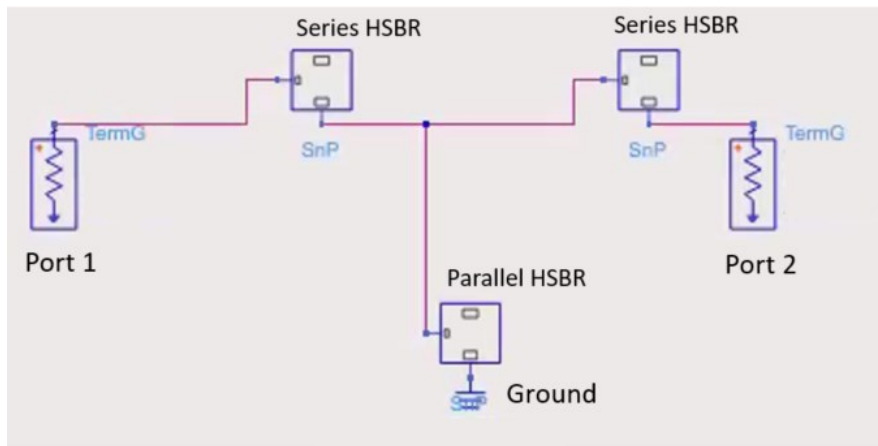 Series HSBR
Series HSBR
TermG
TermG
SnP
SnP
Port 1
Port 2
Parallel HSBR
Ground